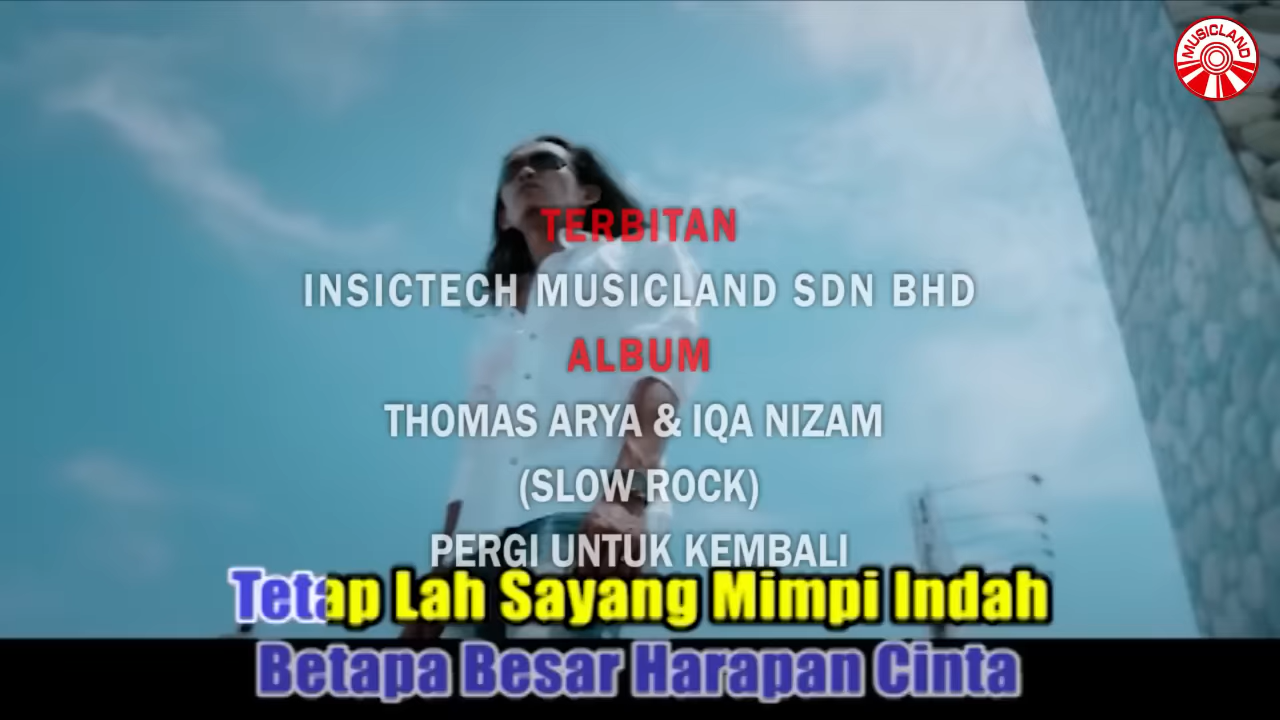 MUSICLAND
TERBITAN
INSICTECH MUSICLAND SDN BHD
ALBUM
THOMAS ARYA & IQA NIZAM
(SLOW ROCK)
PERGI UNTUK KEMBALI
Tetap Lah Sayang Mimpi Indah
Betapa Besar Harapan Cinta